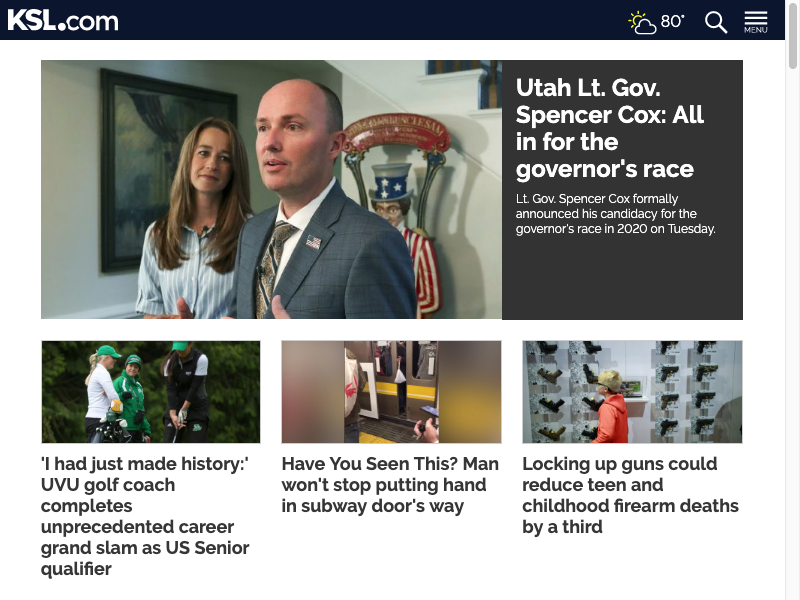 KSL.com
80°
MENU
Utah Lt. Gov.
Spencer Cox: All
in for the
governor's race
Lt. Gov. Spencer Cox formally
announced his candidacy for the
governor's race in 2020 on Tuesday.
'I had just made history:'
UVU golf coach
completes
unprecedented career
grand slam as US Senior
qualifier
Have You Seen This? Man
won't stop putting hand
in subway door's way
Locking up guns could
reduce teen and
childhood firearm deaths
by a third